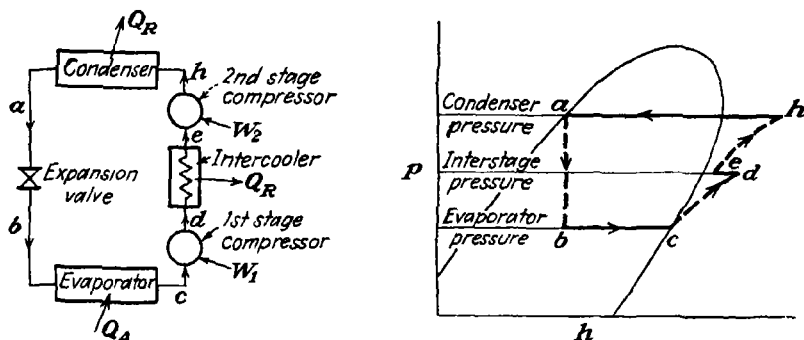 Q_R
Condenser
h
2nd stage
compressor
a
W_2
e
Intercooler
Q_R
Expansion
valve
d
1st stage
compressor
b
W_1
Evaporator
c
Q_A
Condenser
pressure
a
h
p
Interstage
pressure
e
d
Evaporator
pressure
b
c
h